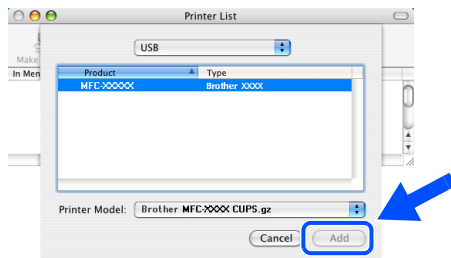 Printer List
USB
Make
In Men
Product Type
MFC-XXXXX Brother XXXX
Printer Model: Brother MFC-XXXX CUPS.gz
Cancel Add